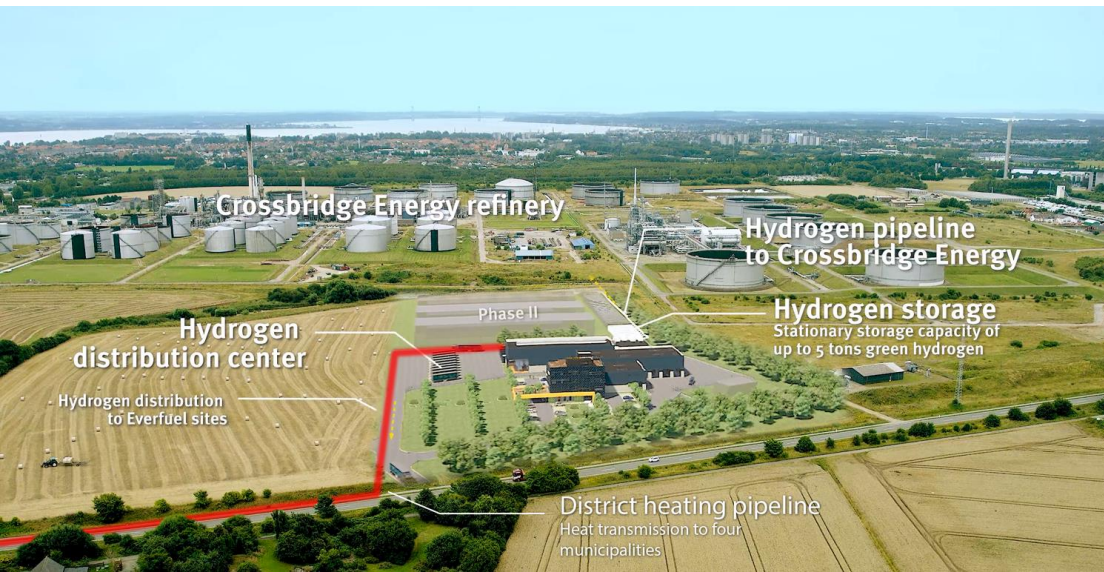 Crossbridge Energy refinery
Hydrogen pipeline
to Crossbridge Energy
Phase II
Hydrogen storage
Stationary storage capacity of
up to 5 tons green hydrogen
Hydrogen
distribution center
Hydrogen distribution
to Everfuel sites
District heating pipeline
Heat transmission to four
municipalities